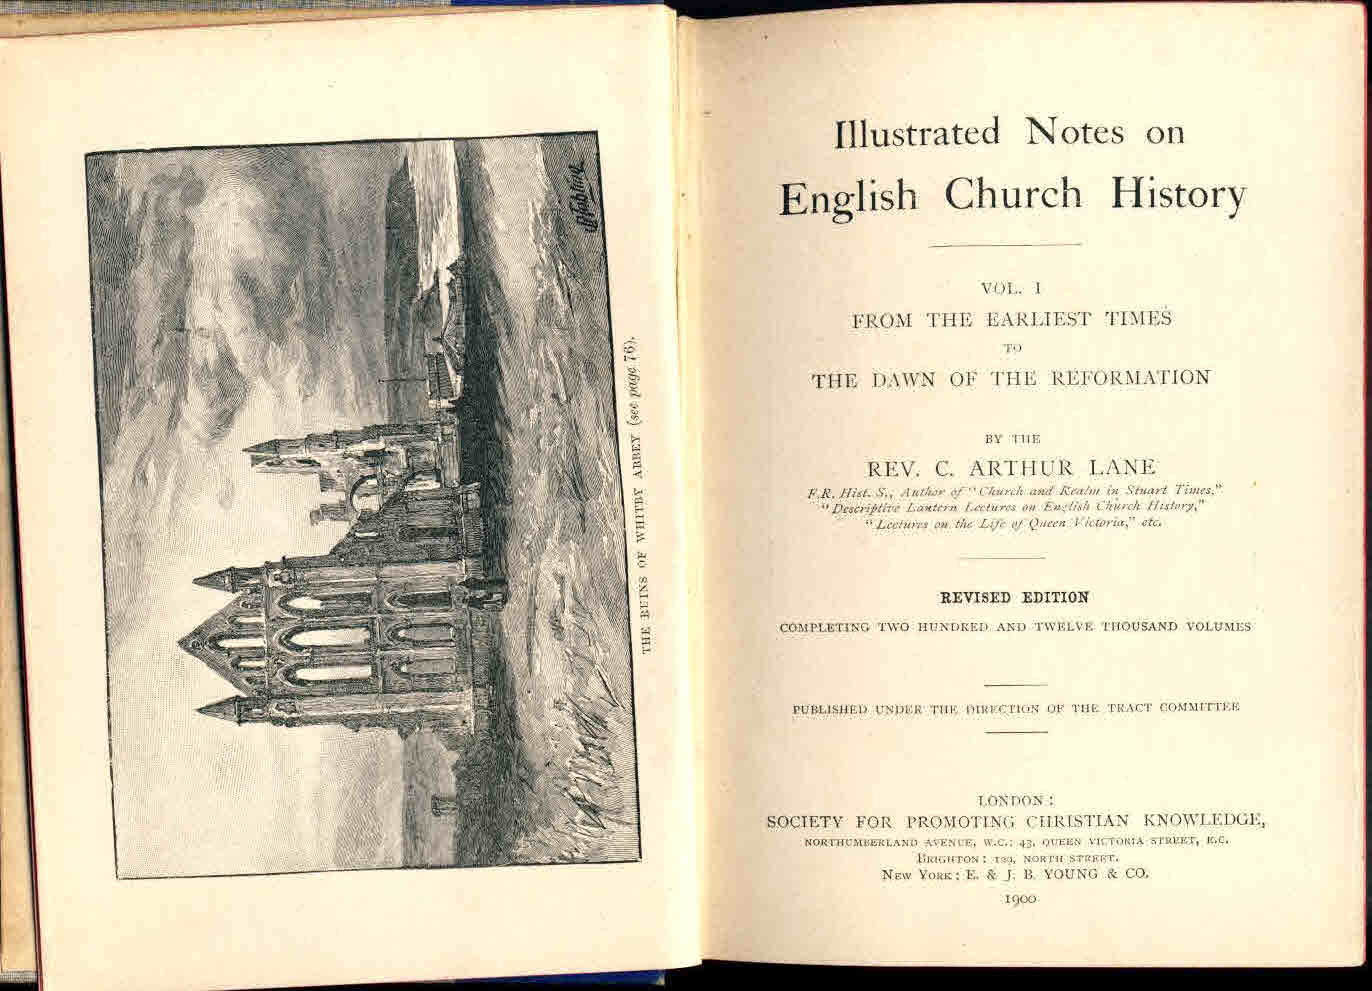 THE RUINS OF WHITBY ABBEY (see page 76).
Illustrated Notes on
English Church History
VOL. I
FROM THE EARLIEST TIMES
TO
THE DAWN OF THE REFORMATION
BY THE
REV. C. ARTHUR LANE
F.R. Hist. S., Author of "Church and Realm in Stuart Times,"
"Descriptive Lantern Lectures on English Church History,"
"Lectures on the Life of Queen Victoria," etc.
REVISED EDITION
COMPLETING TWO HUNDRED AND TWELVE THOUSAND VOLUMES
PUBLISHED UNDER THE DIRECTION OF THE TRACT COMMITTEE
LONDON:
SOCIETY FOR PROMOTING CHRISTIAN KNOWLEDGE,
NORTHUMBERLAND AVENUE, W.C.; 43, QUEEN VICTORIA STREET, E.C.
BRIGHTON: 129, NORTH STREET.
NEW YORK: E. & J. B. YOUNG & CO.
1900